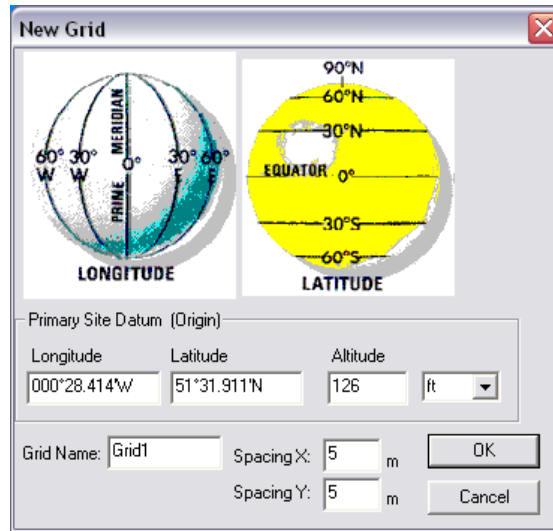 New Grid
MERIDIAN
PRIME
60° 30° 0° 30° 60°
W W E E
LONGITUDE
90°N
60°N
30°N
EQUATOR 0°
30°S
60°S
LATITUDE
Primary Site Datum (Origin)
Longitude Latitude Altitude
000°28.414'W 51°31.911'N 126 ft
Grid Name: Grid1 Spacing X: 5 m OK
Spacing Y: 5 m Cancel